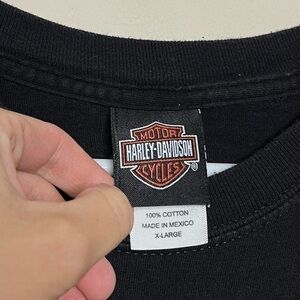 MOTOR
HARLEY-DAVIDSON
CYCLES
®
100% COTTON
MADE IN MEXICO
X-LARGE